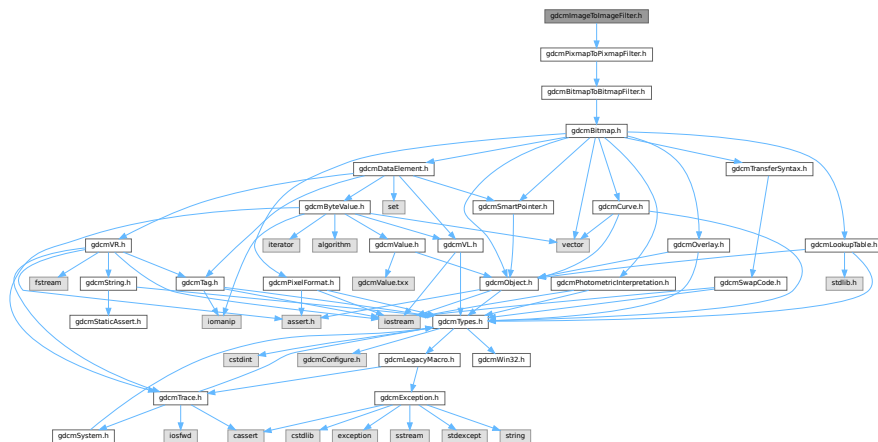 gdcmImageToImageFilter.h
gdcmPixmapToPixmapFilter.h
gdcmBitmapToBitmapFilter.h
gdcmBitmap.h
gdcmDataElement.h
gdcmTransferSyntax.h
gdcmByteValue.h
set
gdcmSmartPointer.h
gdcmCurve.h
gdcmVR.h
iterator
algorithm
gdcmValue.h
gdcmVL.h
vector
gdcmOverlay.h
gdcmLookupTable.h
fstream
gdcmString.h
gdcmTag.h
gdcmPixelFormat.h
gdcmValue.txx
gdcmObject.h
gdcmPhotometricInterpretation.h
gdcmSwapCode.h
stdlib.h
gdcmStaticAssert.h
iomanip
assert.h
iostream
gdcmTypes.h
cstdint
gdcmConfigure.h
gdcmLegacyMacro.h
gdcmWin32.h
gdcmTrace.h
gdcmException.h
gdcmSystem.h
iosfwd
cassert
cstdlib
exception
sstream
stdexcept
string